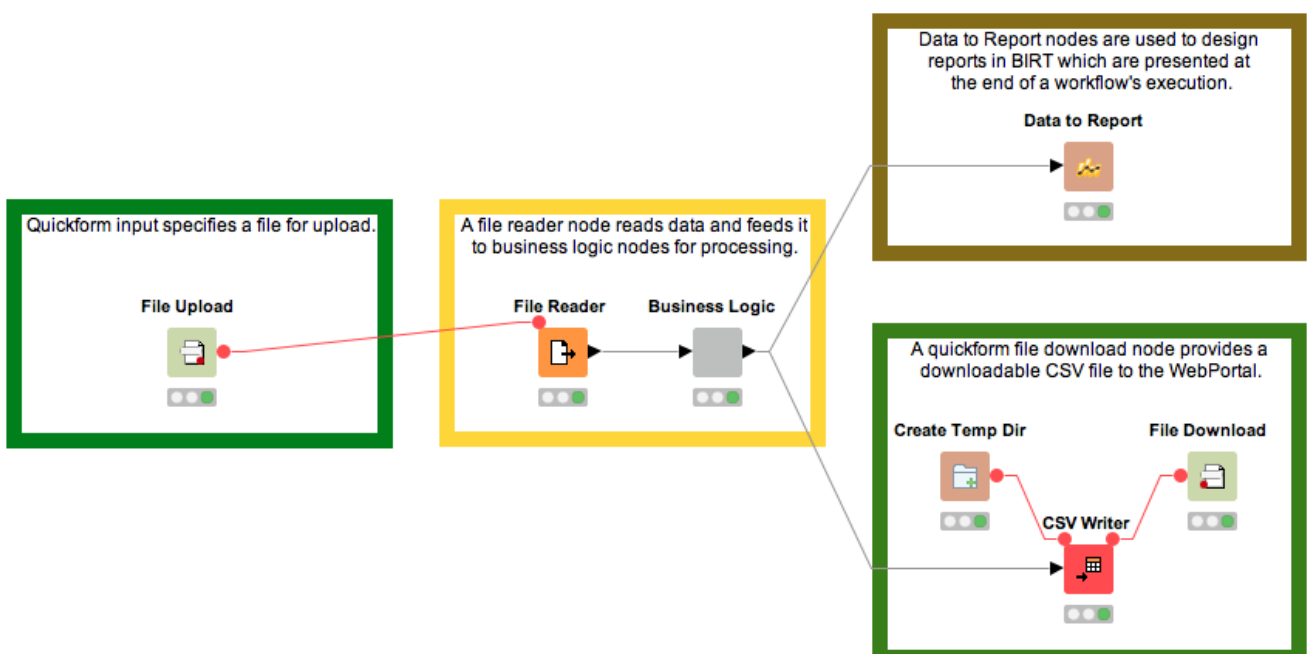 Quickform input specifies a file for upload.
File Upload
A file reader node reads data and feeds it
to business logic nodes for processing.
File Reader
Business Logic
Data to Report nodes are used to design
reports in BIRT which are presented at
the end of a workflow's execution.
Data to Report
A quickform file download node provides a
downloadable CSV file to the WebPortal.
Create Temp Dir
File Download
CSV Writer